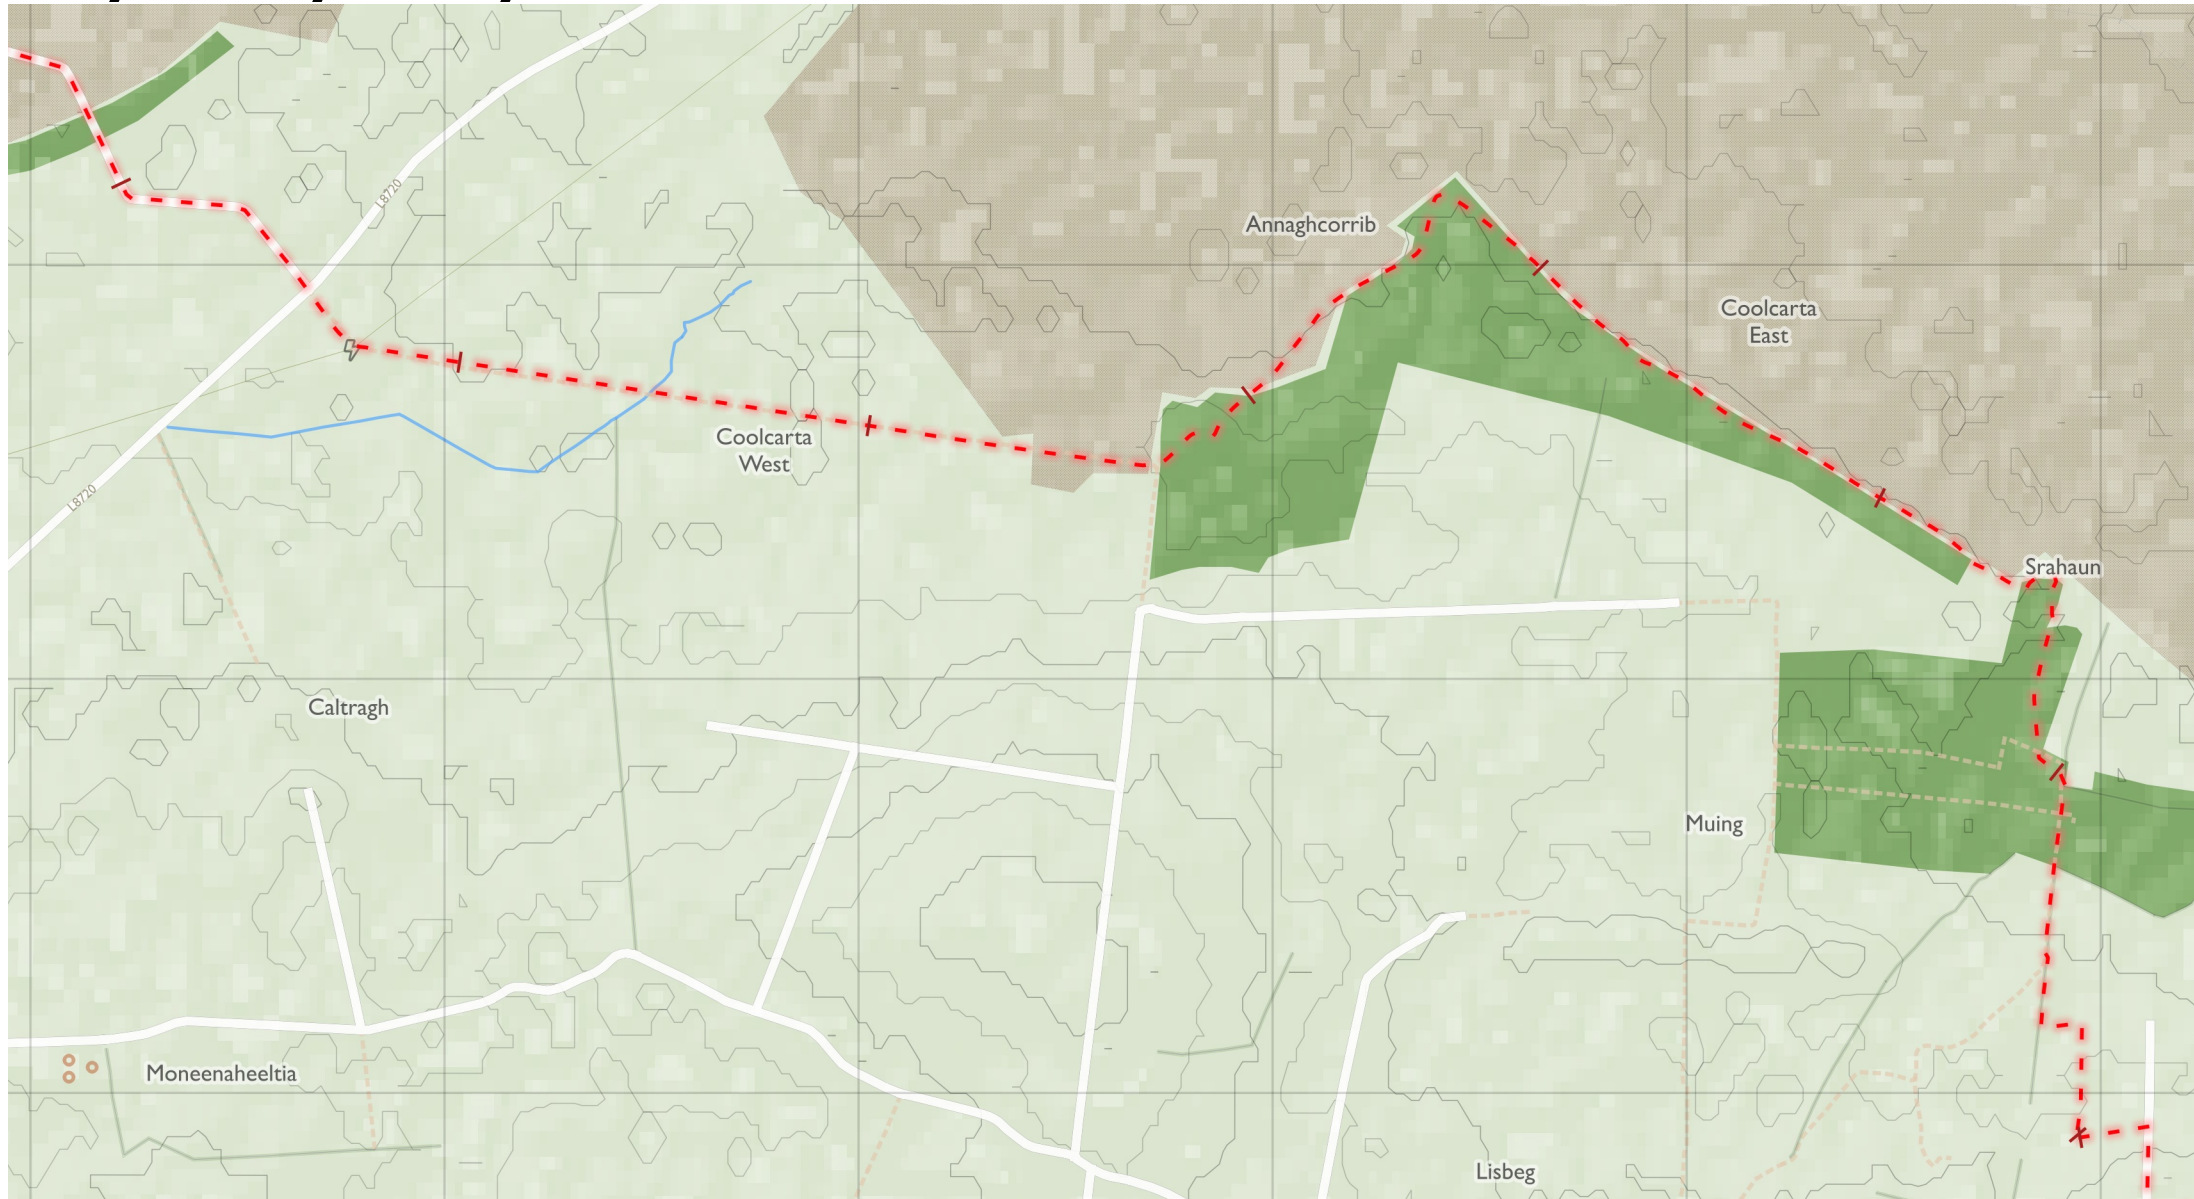 L8720
Annaghcorrib
Coolcarta
East
Coolcarta
West
L8720
Srahaun
Caltragh
Muing
Moneenaheeltia
Lisbeg